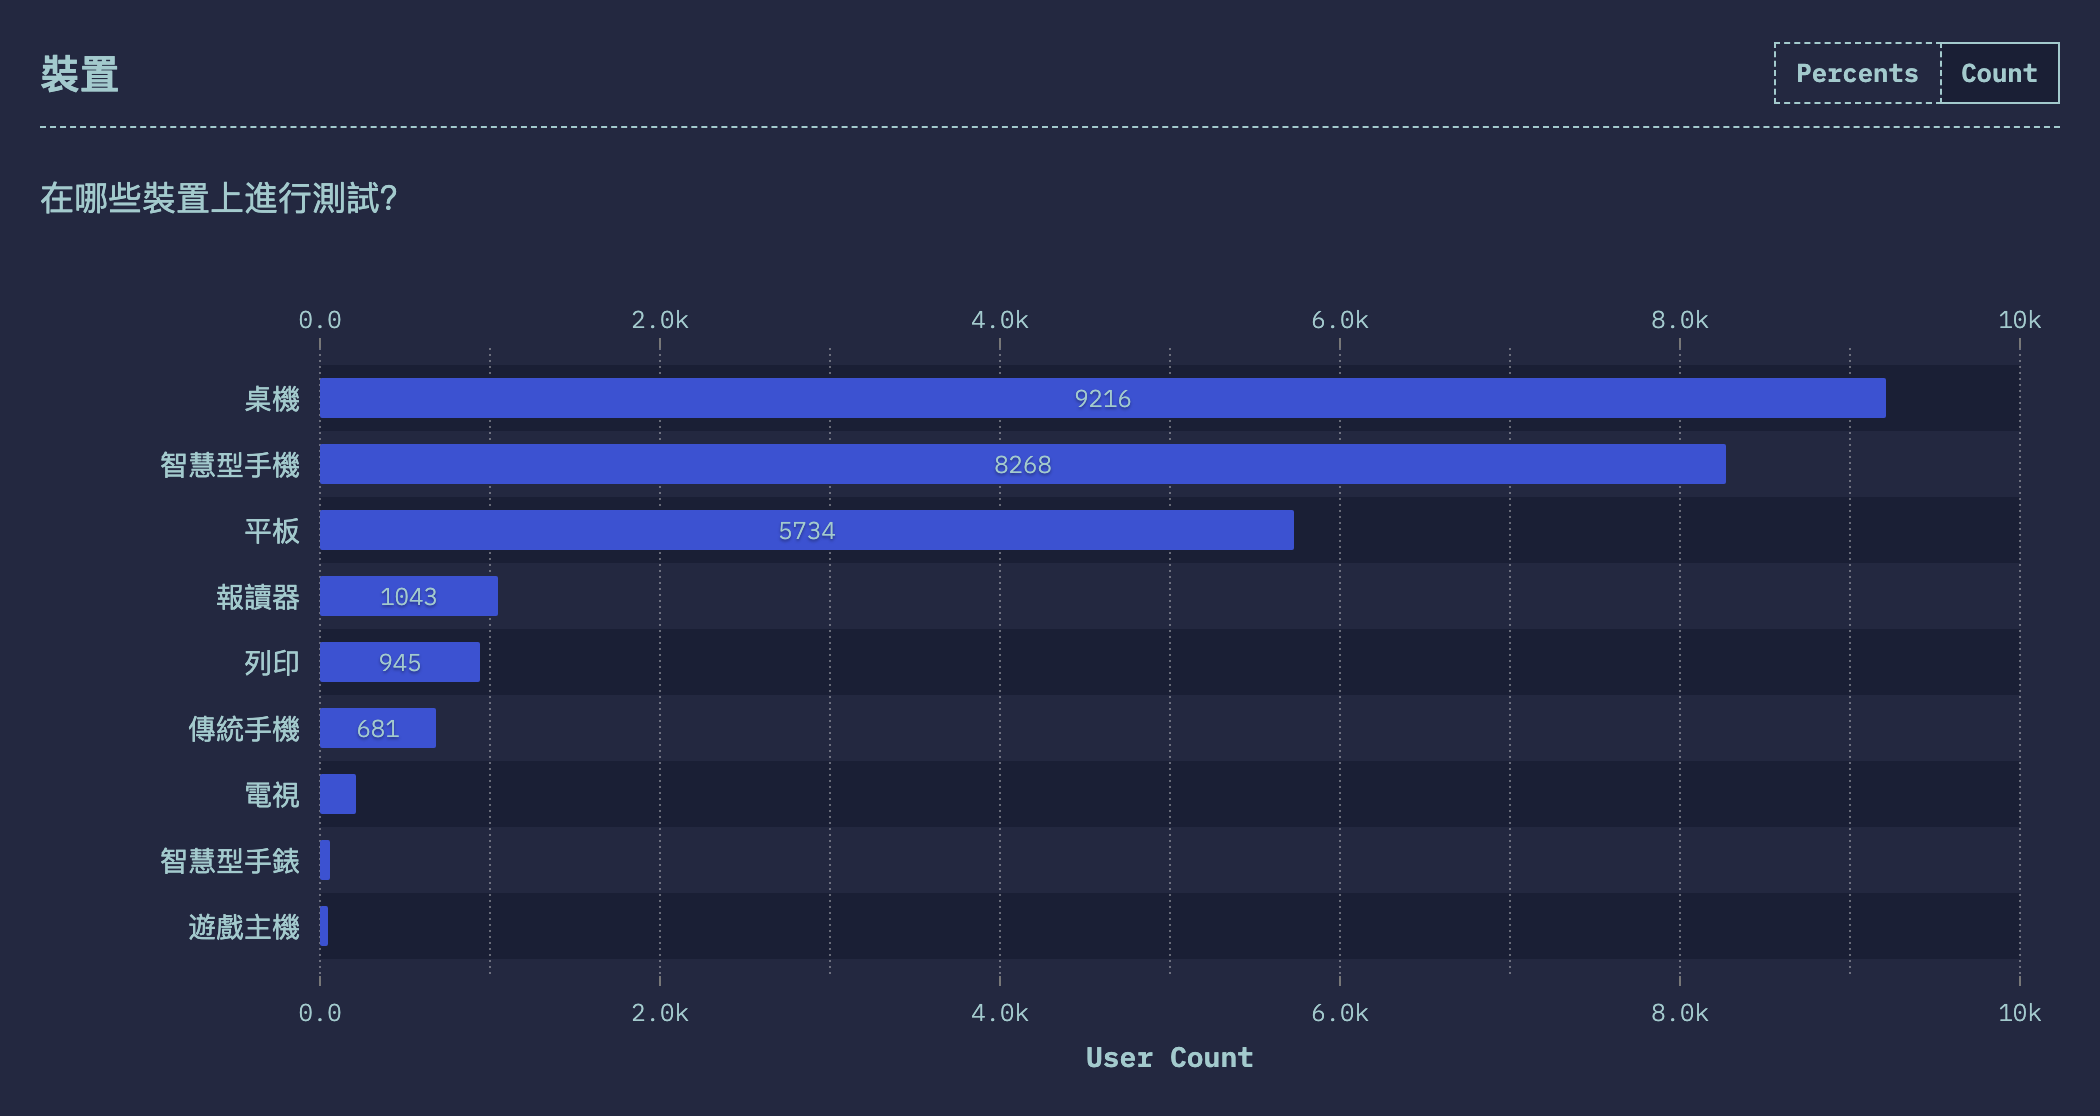 裝置
Percents Count
在哪些裝置上進行測試?
0.0 2.0k 4.0k 6.0k 8.0k 10k
桌機 9216
智慧型手機 8268
平板 5734
報讀器 1043
列印 945
傳統手機 681
電視
智慧型手錶
遊戲主機
0.0 2.0k 4.0k 6.0k 8.0k 10k
User Count